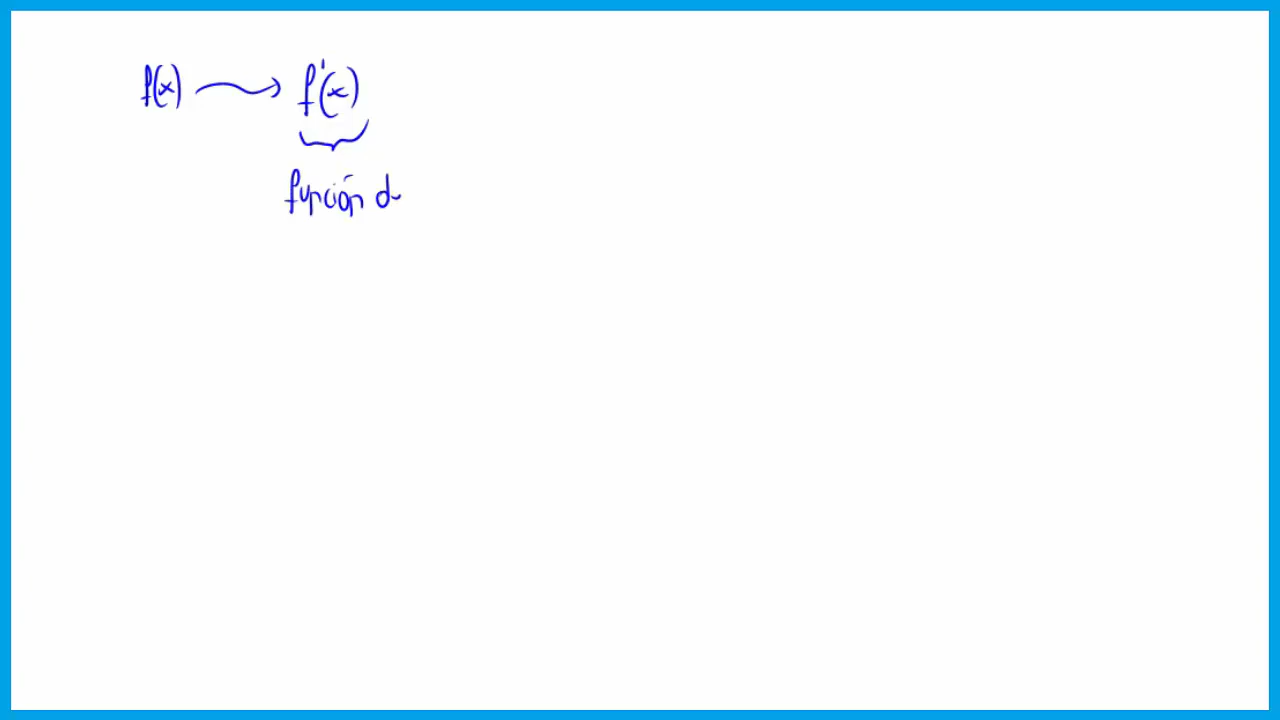 f(x) → f'(x)
función d